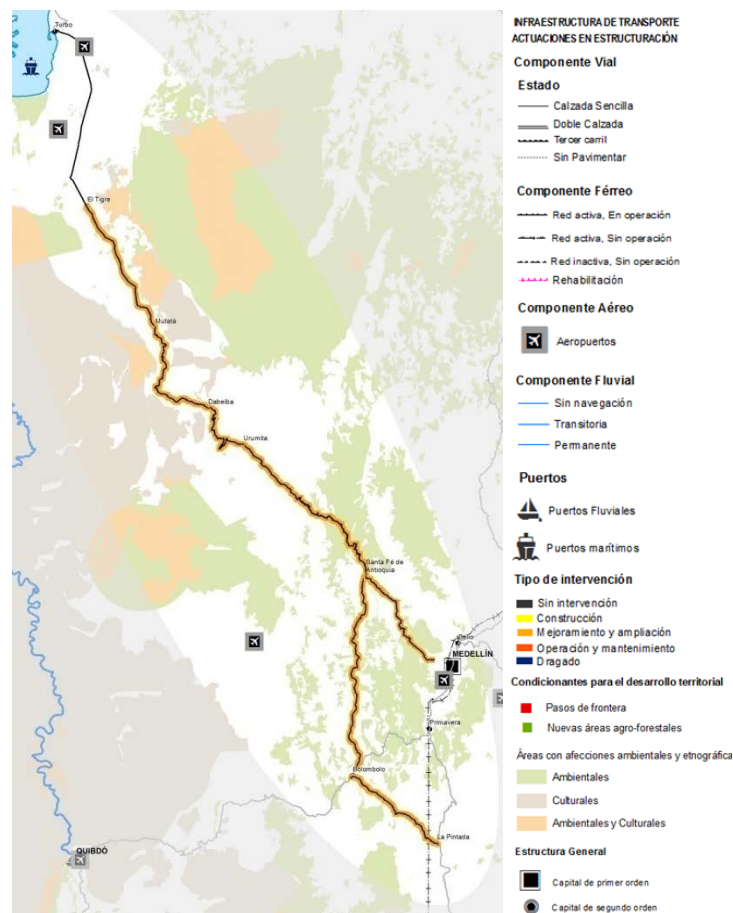 Turbo
El Tigre
Mutatá
Dabeiba
Urumita
Santa Fé de
Antioquia
Bello
MEDELLÍN
Primavera
Bolombolo
La Pintada
QUIBDÓ
INFRAESTRUCTURA DE TRANSPORTE
ACTUACIONES EN ESTRUCTURACIÓN
Componente Vial
Estado
Calzada Sencilla
Doble Calzada
Tercer carril
Sin Pavimentar
Componente Férreo
Red activa, En operación
Red activa, Sin operación
Red inactiva, Sin operación
Rehabilitación
Componente Aéreo
Aeropuertos
Componente Fluvial
Sin navegación
Transitoria
Permanente
Puertos
Puertos Fluviales
Puertos marítimos
Tipo de intervención
Sin intervención
Construcción
Mejoramiento y ampliación
Operación y mantenimiento
Dragado
Condicionantes para el desarrollo territorial
Pasos de frontera
Nuevas áreas agro-forestales
Áreas con afecciones ambientales y etnográfica
Ambientales
Culturales
Ambientales y Culturales
Estructura General
Capital de primer orden
Capital de segundo orden